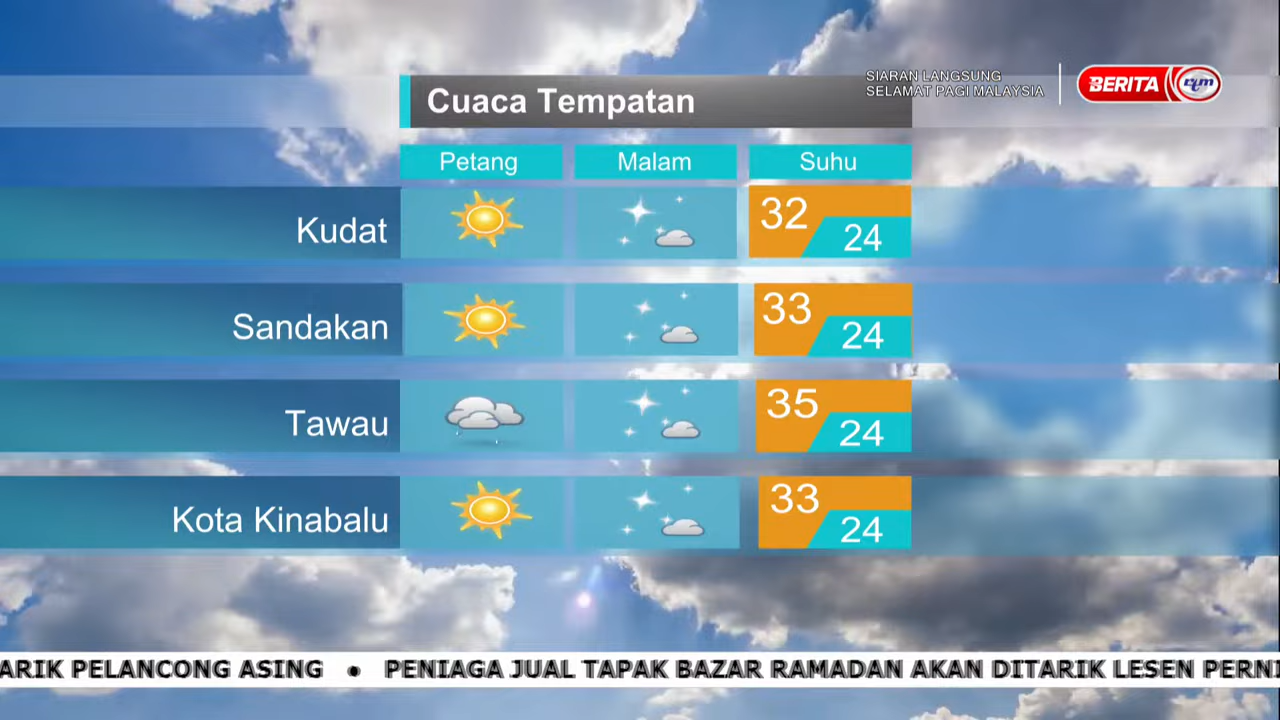 SIARAN LANGSUNG
SELAMAT PAGI MALAYSIA
BERITA rtm
Cuaca Tempatan
Petang Malam Suhu
Kudat 32 24
Sandakan 33 24
Tawau 35 24
Kota Kinabalu 33 24
ARIK PELANCONG ASING • PENIAGA JUAL TAPAK BAZAR RAMADAN AKAN DITARIK LESEN PERNI